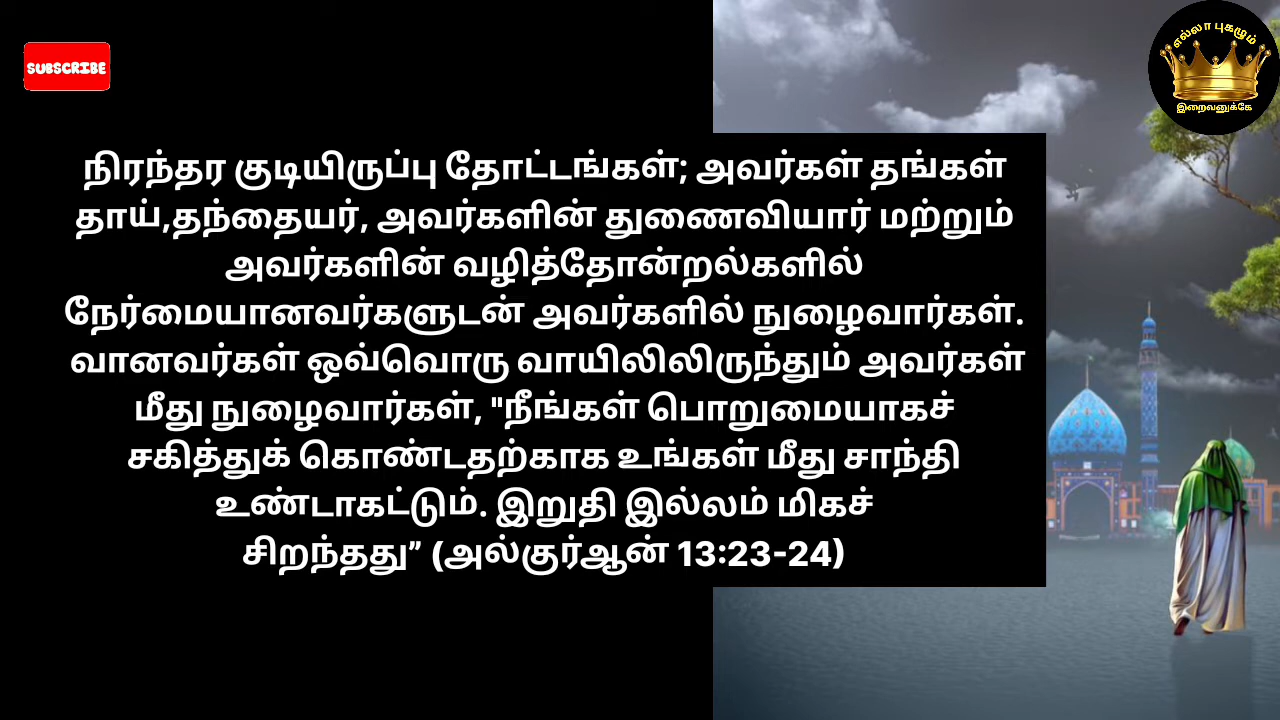 SUBSCRIBE
எல்லா புகழும்
இறைவனுக்கே
நிரந்தர குடியிருப்பு தோட்டங்கள்; அவர்கள் தங்கள்
தாய்,தந்தையர், அவர்களின் துணைவியார் மற்றும்
அவர்களின் வழித்தோன்றல்களில்
நேர்மையானவர்களுடன் அவர்களில் நுழைவார்கள்.
வானவர்கள் ஒவ்வொரு வாயிலிலிருந்தும் அவர்கள்
மீது நுழைவார்கள், "நீங்கள் பொறுமையாகச்
சகித்துக் கொண்டதற்காக உங்கள் மீது சாந்தி
உண்டாகட்டும். இறுதி இல்லம் மிகச்
சிறந்தது” (அல்குர்ஆன் 13:23-24)